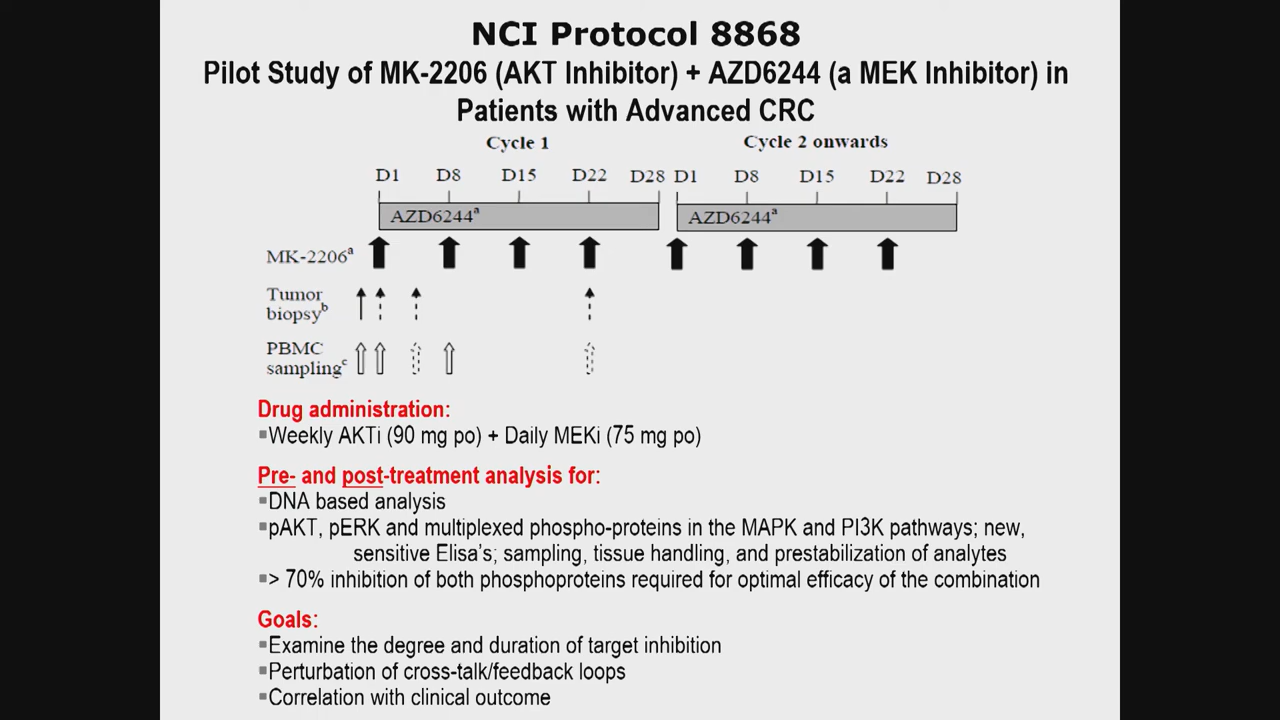 NCI Protocol 8868
Pilot Study of MK-2206 (AKT Inhibitor) + AZD6244 (a MEK Inhibitor) in
Patients with Advanced CRC
Cycle 1 Cycle 2 onwards
D1 D8 D15 D22 D28 D1 D8 D15 D22 D28
AZD6244a AZD6244a
MK-2206a
Tumor
biopsyb
PBMC
samplingc
Drug administration:
▪Weekly AKTi (90 mg po) + Daily MEKi (75 mg po)
Pre- and post-treatment analysis for:
▪DNA based analysis
▪pAKT, pERK and multiplexed phospho-proteins in the MAPK and PI3K pathways; new,
sensitive Elisa's; sampling, tissue handling, and prestabilization of analytes
▪> 70% inhibition of both phosphoproteins required for optimal efficacy of the combination
Goals:
▪Examine the degree and duration of target inhibition
▪Perturbation of cross-talk/feedback loops
▪Correlation with clinical outcome